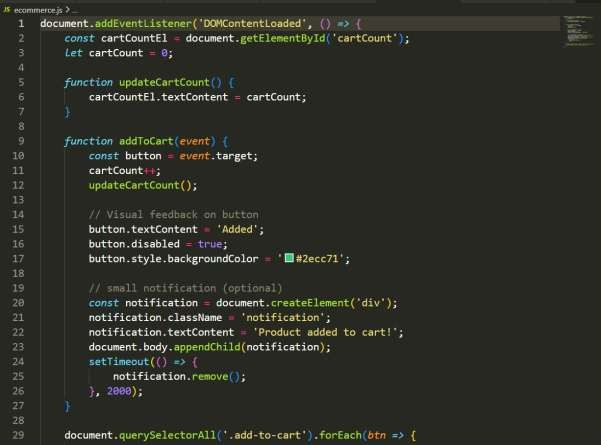 JS ecommerce.js > ...
1 document.addEventListener('DOMContentLoaded', () => {
2     const cartCountEl = document.getElementById('cartCount');
3     let cartCount = 0;
4
5     function updateCartCount() {
6         cartCountEl.textContent = cartCount;
7     }
8
9     function addToCart(event) {
10         const button = event.target;
11         cartCount++;
12         updateCartCount();
13
14         // Visual feedback on button
15         button.textContent = 'Added';
16         button.disabled = true;
17         button.style.backgroundColor = '#2ecc71';
18
19         // small notification (optional)
20         const notification = document.createElement('div');
21         notification.className = 'notification';
22         notification.textContent = 'Product added to cart!';
23         document.body.appendChild(notification);
24         setTimeout(() => {
25             notification.remove();
26         }, 2000);
27     }
28
29     document.querySelectorAll('.add-to-cart').forEach(btn => {